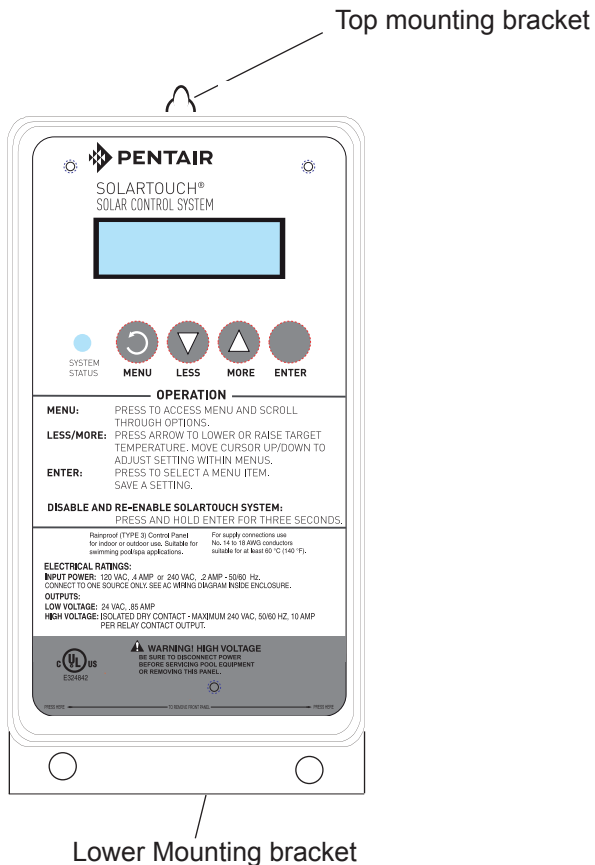 Top mounting bracket
PENTAIR
SOLARTOUCH®
SOLAR CONTROL SYSTEM
SYSTEM
STATUS
MENU LESS MORE ENTER
OPERATION
MENU: PRESS TO ACCESS MENU AND SCROLL
THROUGH OPTIONS.
LESS/MORE: PRESS ARROW TO LOWER OR RAISE TARGET
TEMPERATURE. MOVE CURSOR UP/DOWN TO
ADJUST SETTING WITHIN MENUS.
ENTER: PRESS TO SELECT A MENU ITEM.
SAVE A SETTING.
DISABLE AND RE-ENABLE SOLARTOUCH SYSTEM:
PRESS AND HOLD ENTER FOR THREE SECONDS.
Rainproof (TYPE 3) Control Panel
for indoor or outdoor use. Suitable for
swimming pool/spa applications.
For supply connections use
No. 14 to 18 AWG conductors
suitable for at least 60 °C (140 °F).
ELECTRICAL RATINGS:
INPUT POWER: 120 VAC, .4 AMP or 240 VAC, .2 AMP - 50/60 Hz.
CONNECT TO ONE SOURCE ONLY. SEE AC WIRING DIAGRAM INSIDE ENCLOSURE.
OUTPUTS:
LOW VOLTAGE: 24 VAC, .85 AMP
HIGH VOLTAGE: ISOLATED DRY CONTACT - MAXIMUM 240 VAC, 50/60 HZ, 10 AMP
PER RELAY CONTACT OUTPUT.
C UL US
E324842
WARNING! HIGH VOLTAGE
BE SURE TO DISCONNECT POWER
BEFORE SERVICING POOL EQUIPMENT
OR REMOVING THIS PANEL.
PRESS HERE TO REMOVE FRONT PANEL PRESS HERE
Lower Mounting bracket